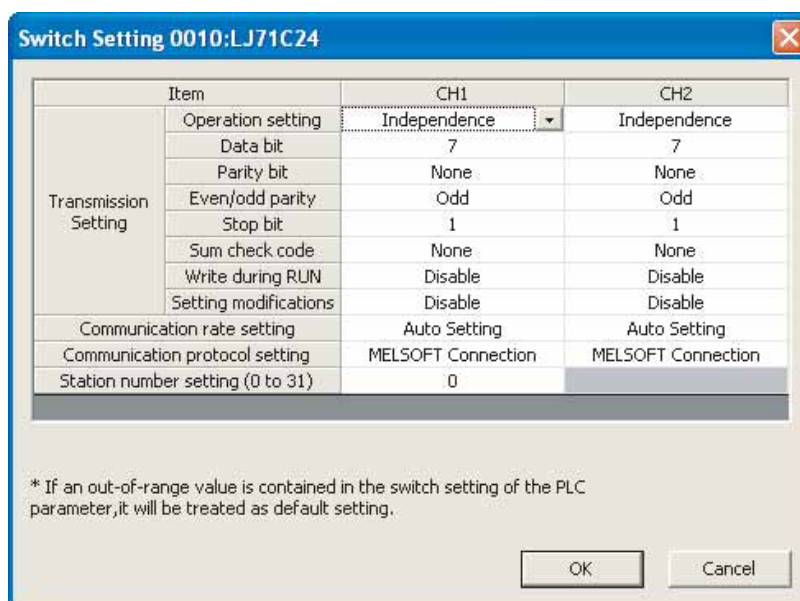 Switch Setting 0010:LJ71C24
Item CH1 CH2
Transmission Setting
Operation setting Independence Independence
Data bit 7 7
Parity bit None None
Even/odd parity Odd Odd
Stop bit 1 1
Sum check code None None
Write during RUN Disable Disable
Setting modifications Disable Disable
Communication rate setting Auto Setting Auto Setting
Communication protocol setting MELSOFT Connection MELSOFT Connection
Station number setting (0 to 31) 0
* If an out-of-range value is contained in the switch setting of the PLC
parameter,it will be treated as default setting.
OK Cancel